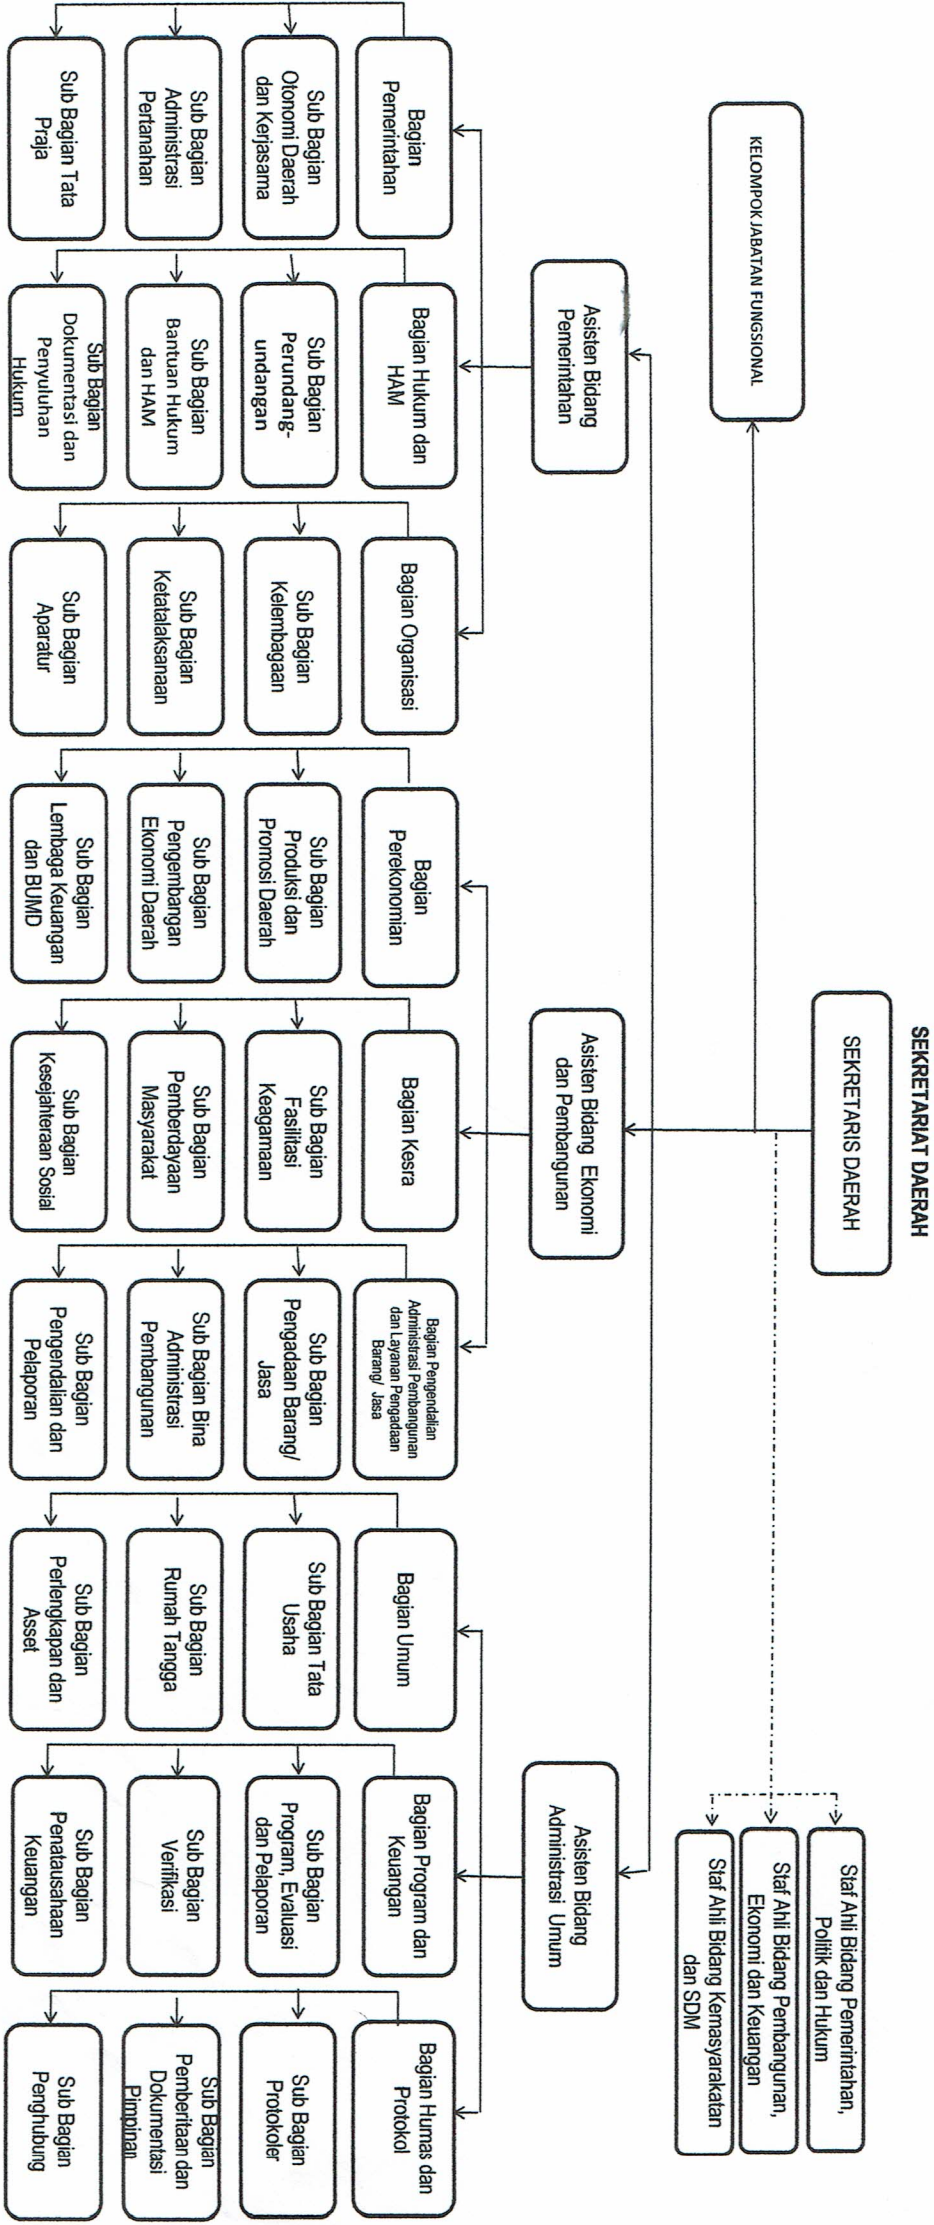 SEKRETARIAT DAERAH
SEKRETARIS DAERAH
KELOMPOK JABATAN FUNGSIONAL
Staf Ahli Bidang Pemerintahan,
Politik dan Hukum
Staf Ahli Bidang Pembangunan,
Ekonomi dan Keuangan
Staf Ahli Bidang Kemasyarakatan
dan SDM
Asisten Bidang
Pemerintahan
Asisten Bidang Ekonomi
dan Pembangunan
Asisten Bidang
Administrasi Umum
Bagian
Pemerintahan
Sub Bagian
Otonomi Daerah
dan Kerjasama
Sub Bagian
Administrasi
Pertanahan
Sub Bagian Tata
Praja
Bagian Hukum dan
HAM
Sub Bagian
Perundang-
undangan
Sub Bagian
Bantuan Hukum
dan HAM
Sub Bagian
Dokumentasi dan
Penyuluhan
Hukum
Bagian Organisasi
Sub Bagian
Kelembagaan
Sub Bagian
Ketatalaksanaan
Sub Bagian
Aparatur
Bagian
Perekonomian
Sub Bagian
Produksi dan
Promosi Daerah
Sub Bagian
Pengembangan
Ekonomi Daerah
Sub Bagian
Lembaga Keuangan
dan BUMD
Bagian Kesra
Sub Bagian
Fasilitasi
Keagamaan
Sub Bagian
Pemberdayaan
Masyarakat
Sub Bagian
Kesejahteraan Sosial
Bagian Pengendalian
Administrasi Pembangunan
dan Layanan Pengadaan
Barang/ Jasa
Sub Bagian
Pengadaan Barang/
Jasa
Sub Bagian Bina
Administrasi
Pembangunan
Sub Bagian
Pengendalian dan
Pelaporan
Bagian Umum
Sub Bagian Tata
Usaha
Sub Bagian
Rumah Tangga
Sub Bagian
Perlengkapan dan
Asset
Bagian Program dan
Keuangan
Sub Bagian
Program, Evaluasi
dan Pelaporan
Sub Bagian
Verifikasi
Sub Bagian
Penatausahaan
Keuangan
Bagian Humas dan
Protokol
Sub Bagian
Protokoler
Sub Bagian
Pemberitaan dan
Dokumentasi
Pimpinan
Sub Bagian
Penghubung